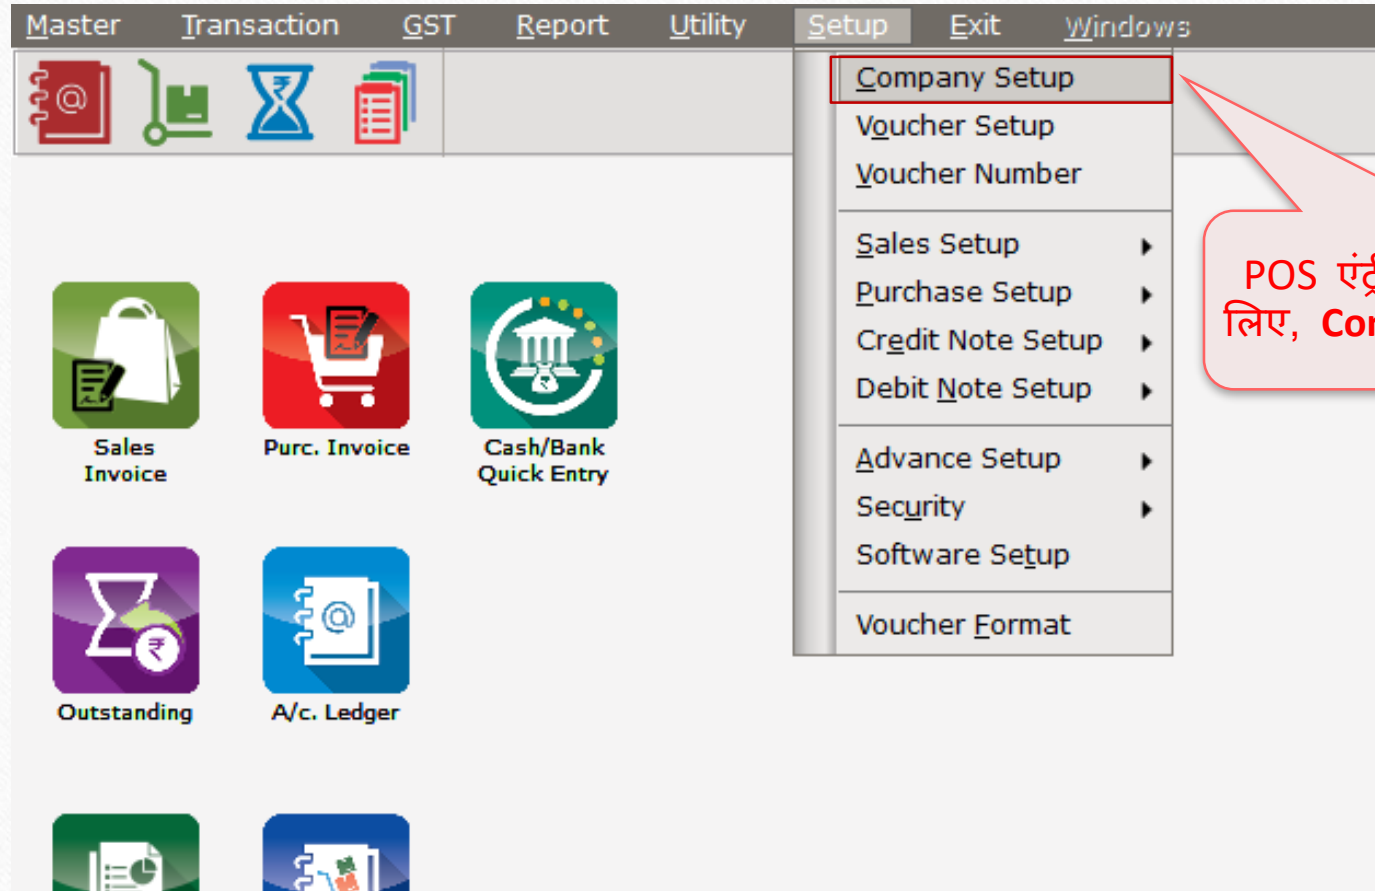 Master Transaction GST Report Utility Setup Exit Windows
Company Setup
Voucher Setup
Voucher Number
Sales Setup
Purchase Setup
Credit Note Setup
Debit Note Setup
Advance Setup
Security
Software Setup
Voucher Format
POS
लिए,
Sales
Invoice
Purc. Invoice
Cash/Bank
Quick Entry
Outstanding
A/c. Ledger